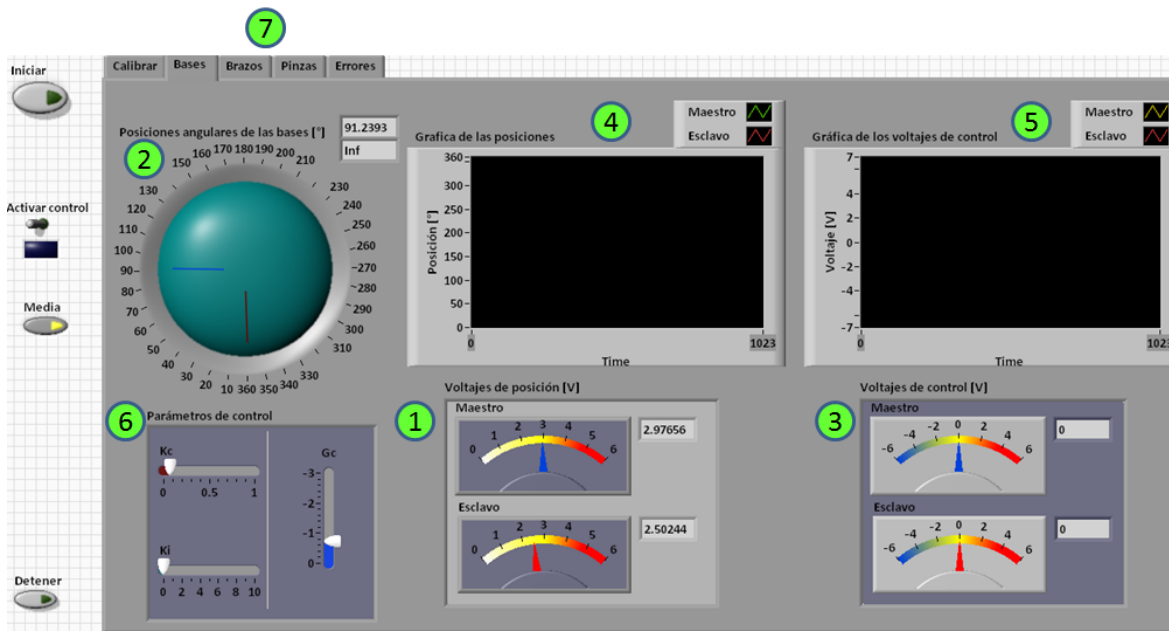 7
Iniciar
Calibrar Bases Brazos Pinzas Errores
Posiciones angulares de las bases [°]
91.2393
Inf
2
10 20 30 40 50 60 70 80 90 100 110 120 130 150 160 170 180 190 200 210 230 240 250 260 270 280 290 300 310 330 340 350 360
Activar control
Media
Detener
4
Maestro
Esclavo
Grafica de las posiciones
Posición [°]
360
300
250
200
150
100
50
0
0 1023
Time
5
Maestro
Esclavo
Gráfica de los voltajes de control
Voltaje [V]
7
4
2
0
-2
-4
-7
0 1023
Time
6
Parámetros de control
Kc
0 0.5 1
Ki
0 2 4 6 8 10
Gc
-3
-2
-1
0
1
Voltajes de posición [V]
Maestro
0 1 2 3 4 5 6
2.97656
Esclavo
0 1 2 3 4 5 6
2.50244
3
Voltajes de control [V]
Maestro
-6 -4 -2 0 2 4 6
0
Esclavo
-6 -4 -2 0 2 4 6
0